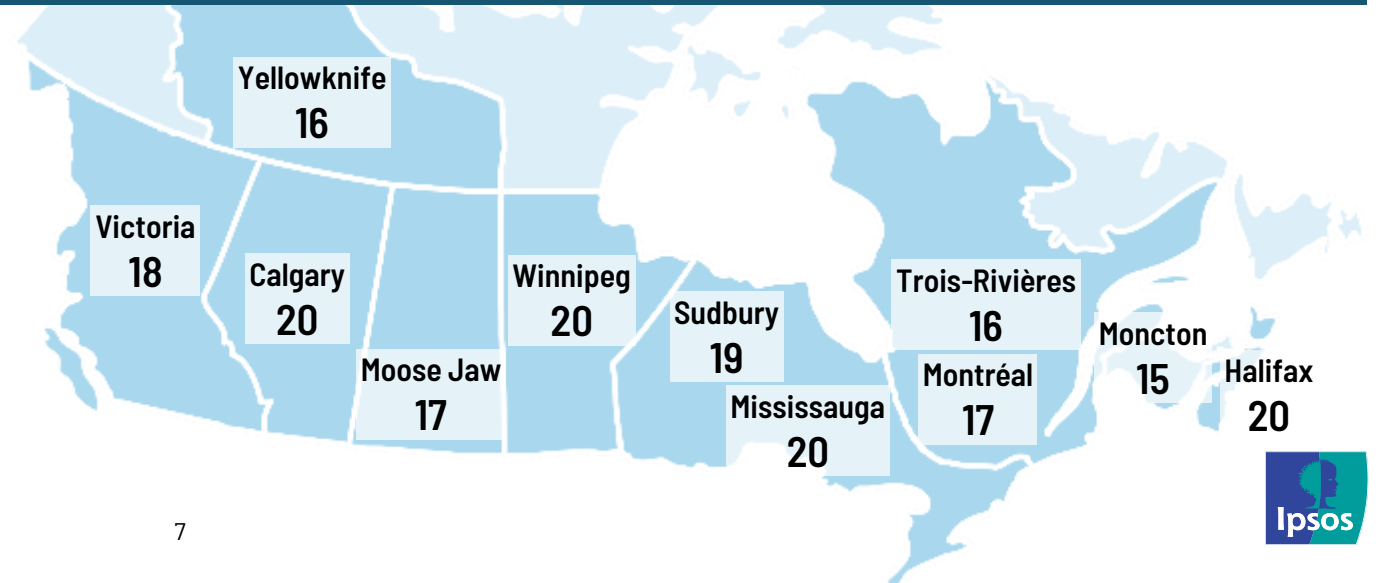 Yellowknife
16
Victoria
18
Calgary
20
Moose Jaw
17
Winnipeg
20
Sudbury
19
Mississauga
20
Trois-Rivières
16
Montréal
17
Moncton
15
Halifax
20
7
Ipsos